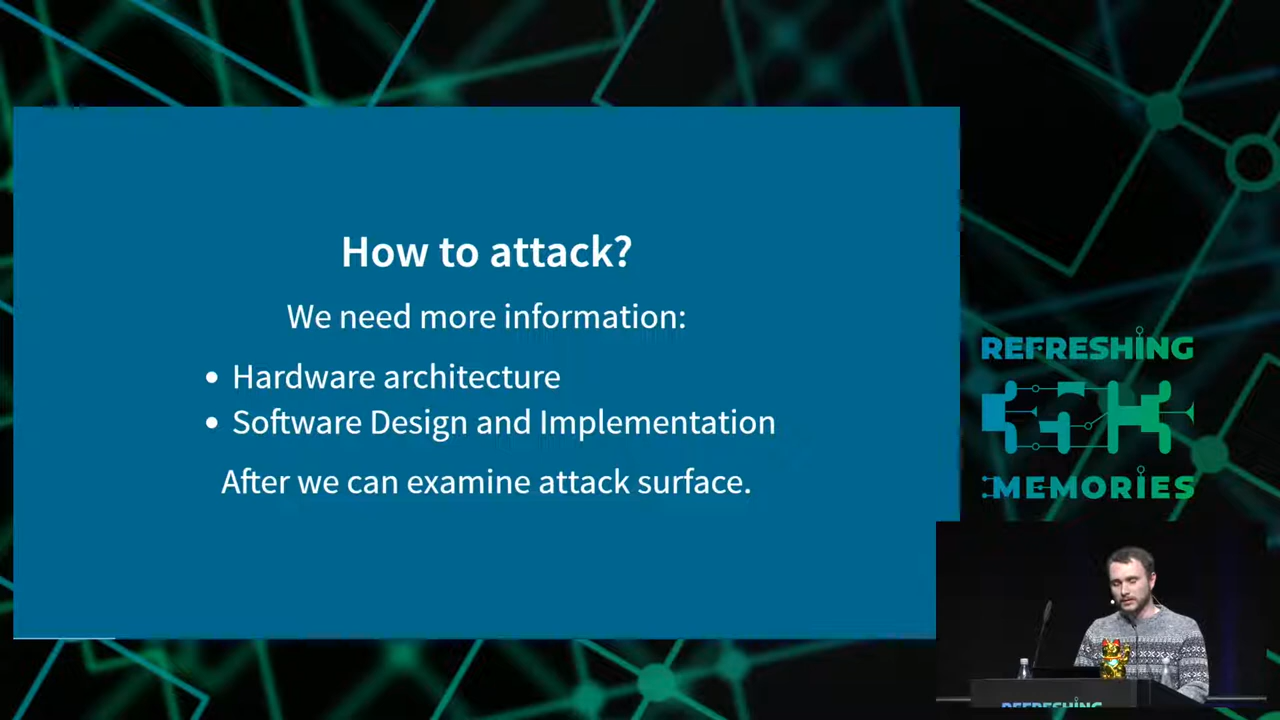 How to attack?
We need more information:
• Hardware architecture
• Software Design and Implementation
After we can examine attack surface.
REFRESHING
MEMORIES
REFRESHING